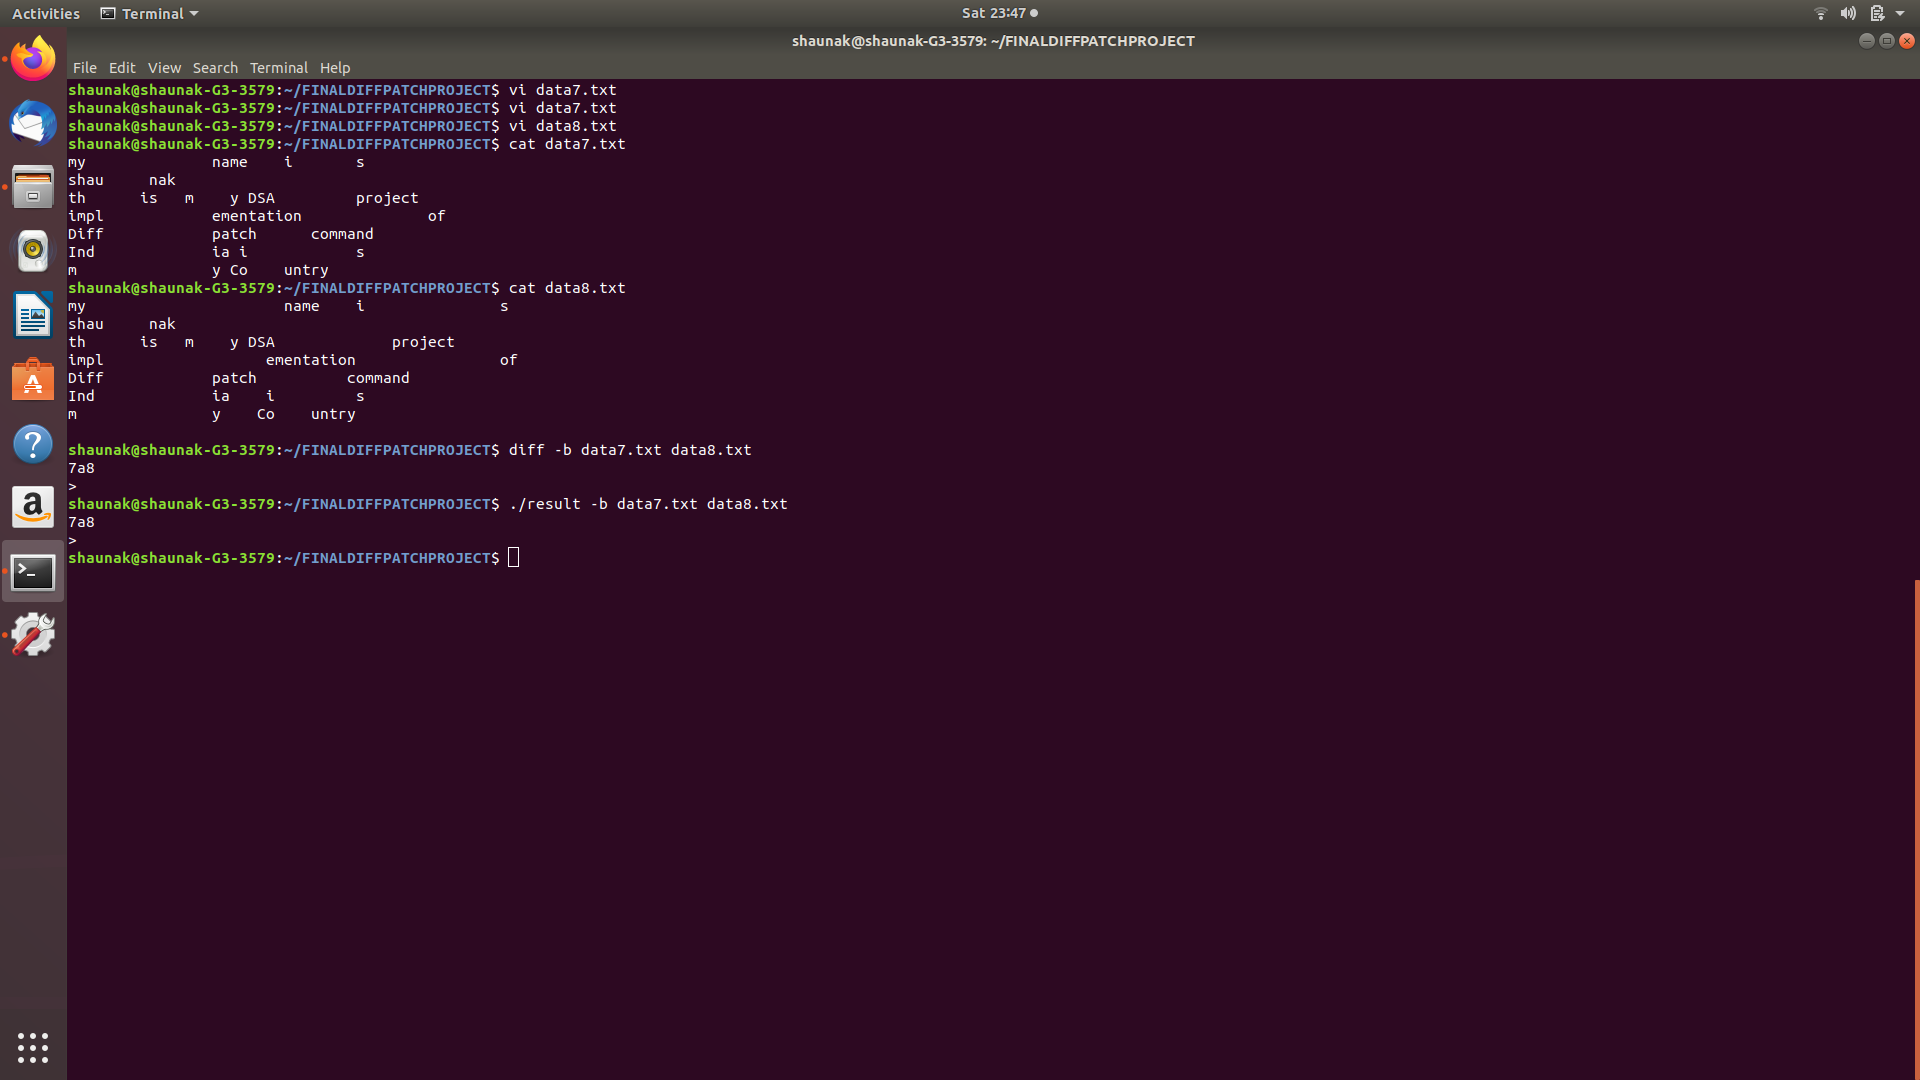 Activities Terminal Sat 23:47
shaunak@shaunak-G3-3579: ~/FINALDIFFPATCHPROJECT
File Edit View Search Terminal Help
shaunak@shaunak-G3-3579:~/FINALDIFFPATCHPROJECT$ vi data7.txt
shaunak@shaunak-G3-3579:~/FINALDIFFPATCHPROJECT$ vi data7.txt
shaunak@shaunak-G3-3579:~/FINALDIFFPATCHPROJECT$ vi data8.txt
shaunak@shaunak-G3-3579:~/FINALDIFFPATCHPROJECT$ cat data7.txt
my              name    i       s
shau     nak
th      is   m    y DSA         project
impl            ementation              of
Diff            patch      command
Ind             ia i            s
m               y Co    untry
shaunak@shaunak-G3-3579:~/FINALDIFFPATCHPROJECT$ cat data8.txt
my                      name    i               s
shau     nak
th      is   m    y DSA             project
impl                  ementation                of
Diff            patch          command
Ind             ia    i         s
m               y    Co    untry

shaunak@shaunak-G3-3579:~/FINALDIFFPATCHPROJECT$ diff -b data7.txt data8.txt
7a8
>
shaunak@shaunak-G3-3579:~/FINALDIFFPATCHPROJECT$ ./result -b data7.txt data8.txt
7a8
>
shaunak@shaunak-G3-3579:~/FINALDIFFPATCHPROJECT$